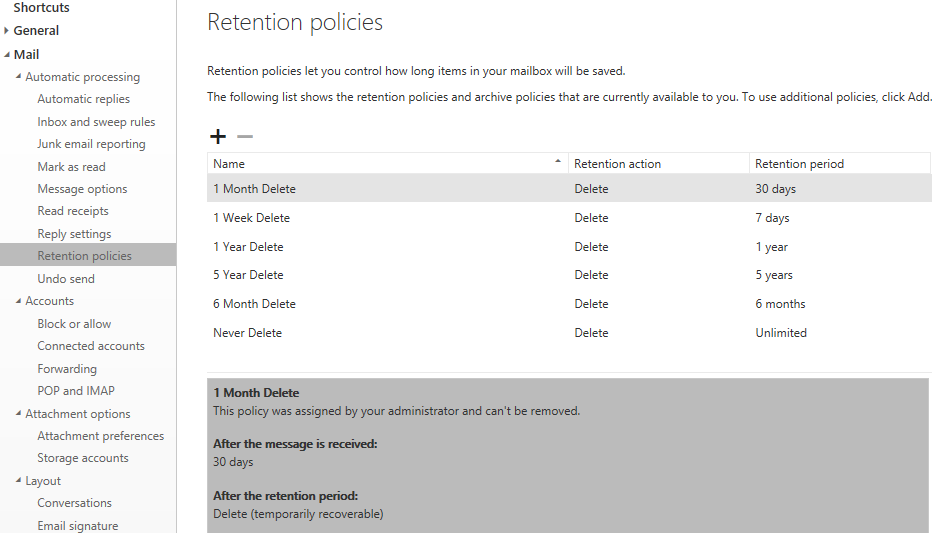 Shortcuts
General
Mail
Automatic processing
Automatic replies
Inbox and sweep rules
Junk email reporting
Mark as read
Message options
Read receipts
Reply settings
Retention policies
Undo send
Accounts
Block or allow
Connected accounts
Forwarding
POP and IMAP
Attachment options
Attachment preferences
Storage accounts
Layout
Conversations
Email signature
Retention policies
Retention policies let you control how long items in your mailbox will be saved.
The following list shows the retention policies and archive policies that are currently available to you. To use additional policies, click Add.
Name Retention action Retention period
1 Month Delete Delete 30 days
1 Week Delete Delete 7 days
1 Year Delete Delete 1 year
5 Year Delete Delete 5 years
6 Month Delete Delete 6 months
Never Delete Delete Unlimited
1 Month Delete
This policy was assigned by your administrator and can't be removed.
After the message is received:
30 days
After the retention period:
Delete (temporarily recoverable)